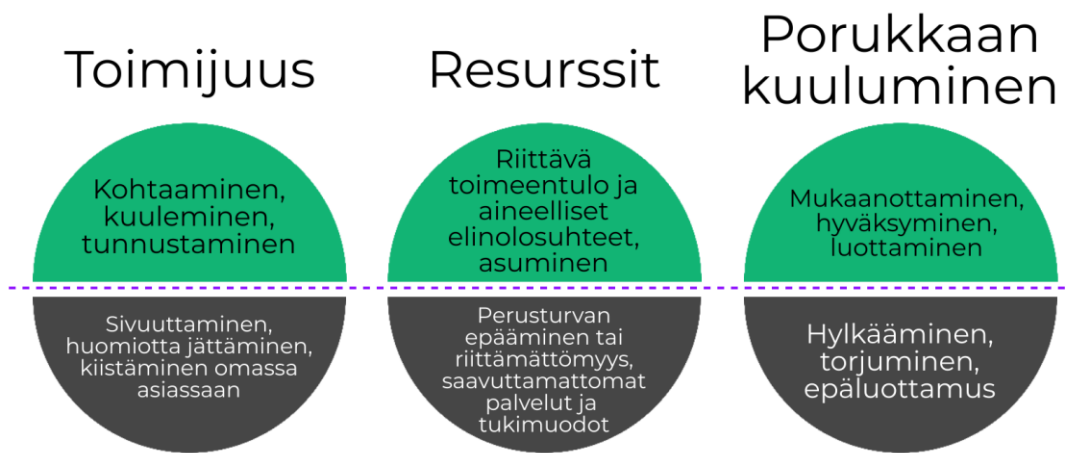 Toimijuus
Kohtaaminen,
kuuleminen,
tunnustaminen
Sivuuttaminen,
huomiotta jättäminen,
kiistäminen omassa
asiassaan
Resurssit
Riittävä
toimeentulo ja
aineelliset
elinolosuhteet,
asuminen
Perusturvan
epääminen tai
riittämättömyys,
saavuttamattomat
palvelut ja
tukimuodot
Porukkaan
kuuluminen
Mukaanottaminen,
hyväksyminen,
luottaminen
Hylkääminen,
torjuminen,
epäluottamus